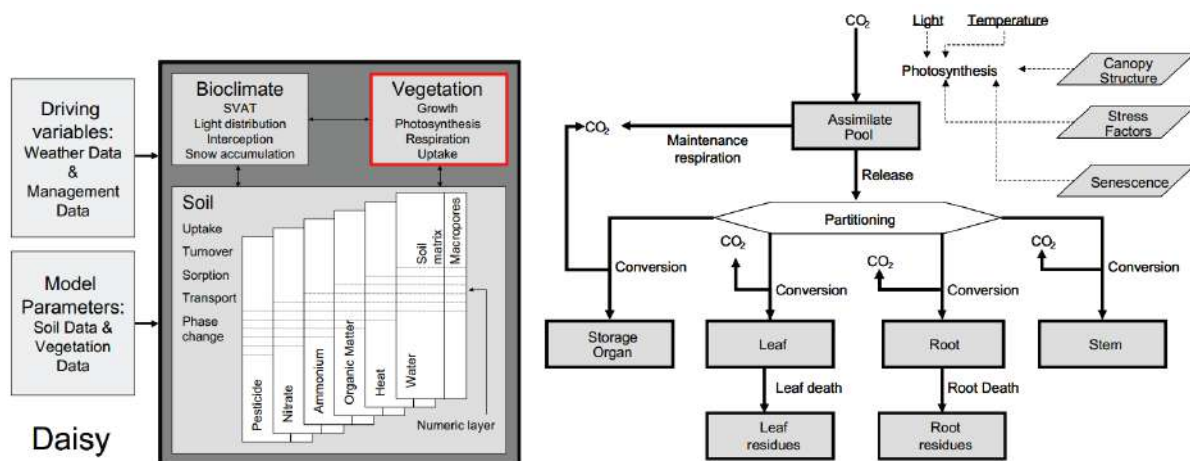 Driving
variables:
Weather Data
&
Management
Data
Model
Parameters:
Soil Data &
Vegetation
Data
Daisy
Bioclimate
SVAT
Light distribution
Interception
Snow accumulation
Vegetation
Growth
Photosynthesis
Respiration
Uptake
Soil
Uptake
Turnover
Sorption
Transport
Phase
change
Pesticide
Nitrate
Ammonium
Organic Matter
Heat
Water
Soil
matrix
Macropores
Numeric layer
CO2
Light
Temperature
Photosynthesis
Canopy
Structure
Stress
Factors
Senescence
Assimilate
Pool
CO2
Maintenance
respiration
Release
Partitioning
Conversion
CO2
Conversion
CO2
Conversion
CO2
Conversion
Storage
Organ
Leaf
Root
Stem
Leaf death
Root Death
Leaf
residues
Root
residues